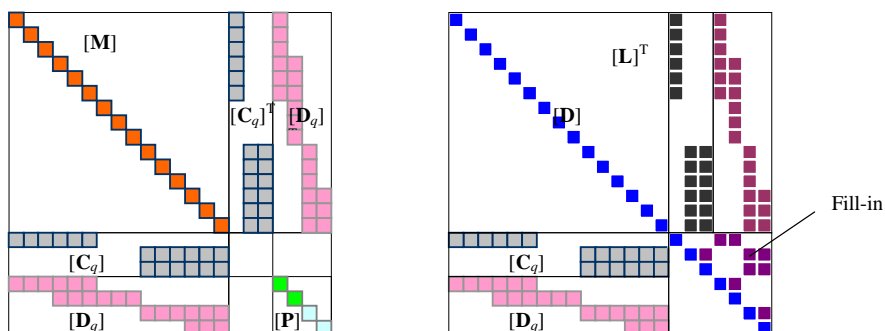 [M]
[L]ᵀ
[C_q]ᵀ
[D_q]
[D]
Fill-in
[C_q]
[C_q]
[D_q]
[P]
[D_q]